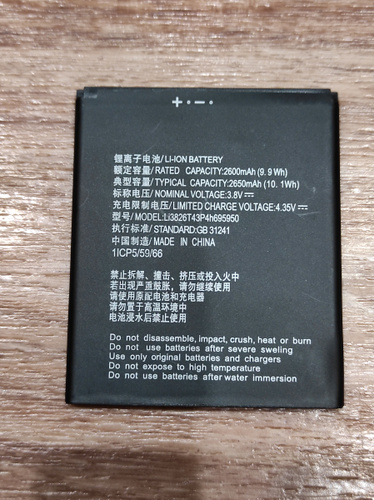 + • – •
锂离子电池/ LI-ION BATTERY
额定容量/ RATED CAPACITY:2600mAh (9.9Wh)
典型容量/ TYPICAL CAPACITY:2650mAh (10.1Wh)
标称电压/ NOMINAL VOLTAGE:3.8V
充电限制电压/ LIMITED CHARGE VOLTAGE:4.35V
型号/ MODEL:Li3826T43P4h695950
执行标准/ STANDARD:GB 31241
中国制造/ MADE IN CHINA
1ICP5/59/66
禁止拆解、撞击、挤压或投入火中
若出现严重鼓胀，请勿继续使用
请使用原配电池和充电器
请勿置于高温环境中
电池浸水后禁止使用
Do not disassemble, impact, crush, heat or burn
Do not use batteries after severe sweling
Use only original batteries and chargers
Do not expose to high temperature
Do not use batteries after water immersion